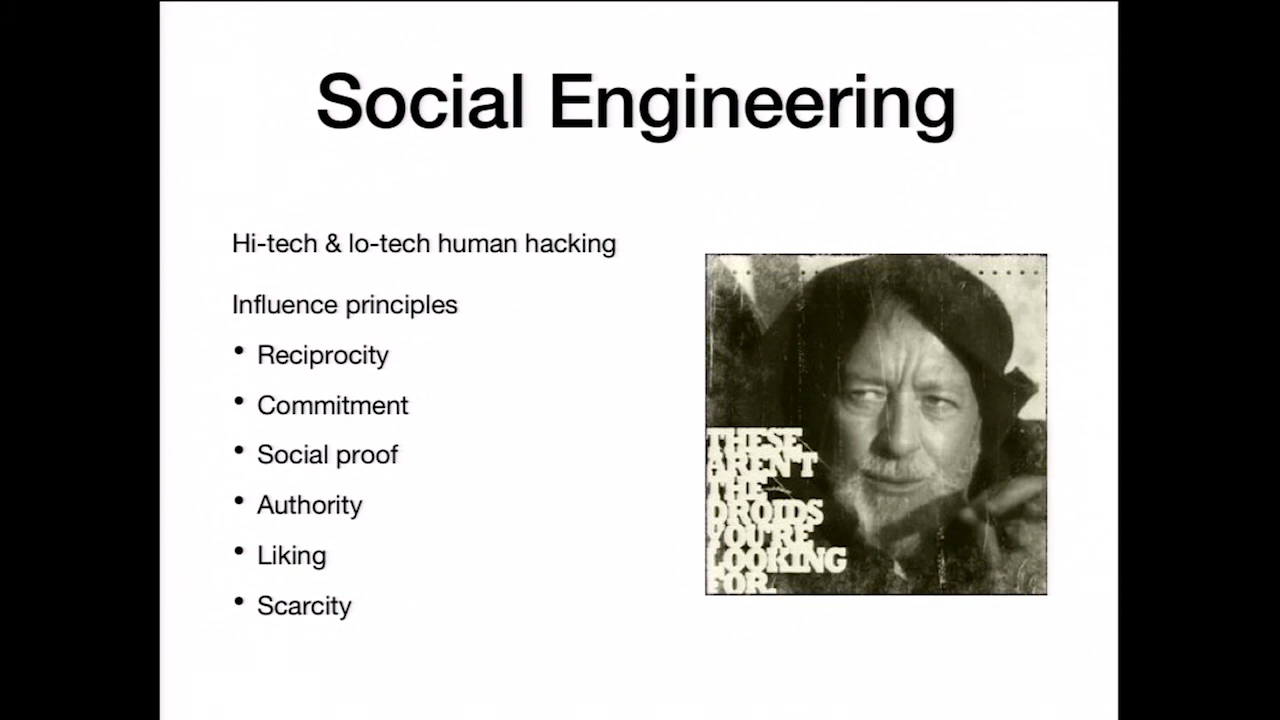 Social Engineering
Hi-tech & lo-tech human hacking
Influence principles
• Reciprocity
• Commitment
• Social proof
• Authority
• Liking
• Scarcity
THESE
AREN'T
THE
DROIDS
YOU'RE
LOOKING
FOR.